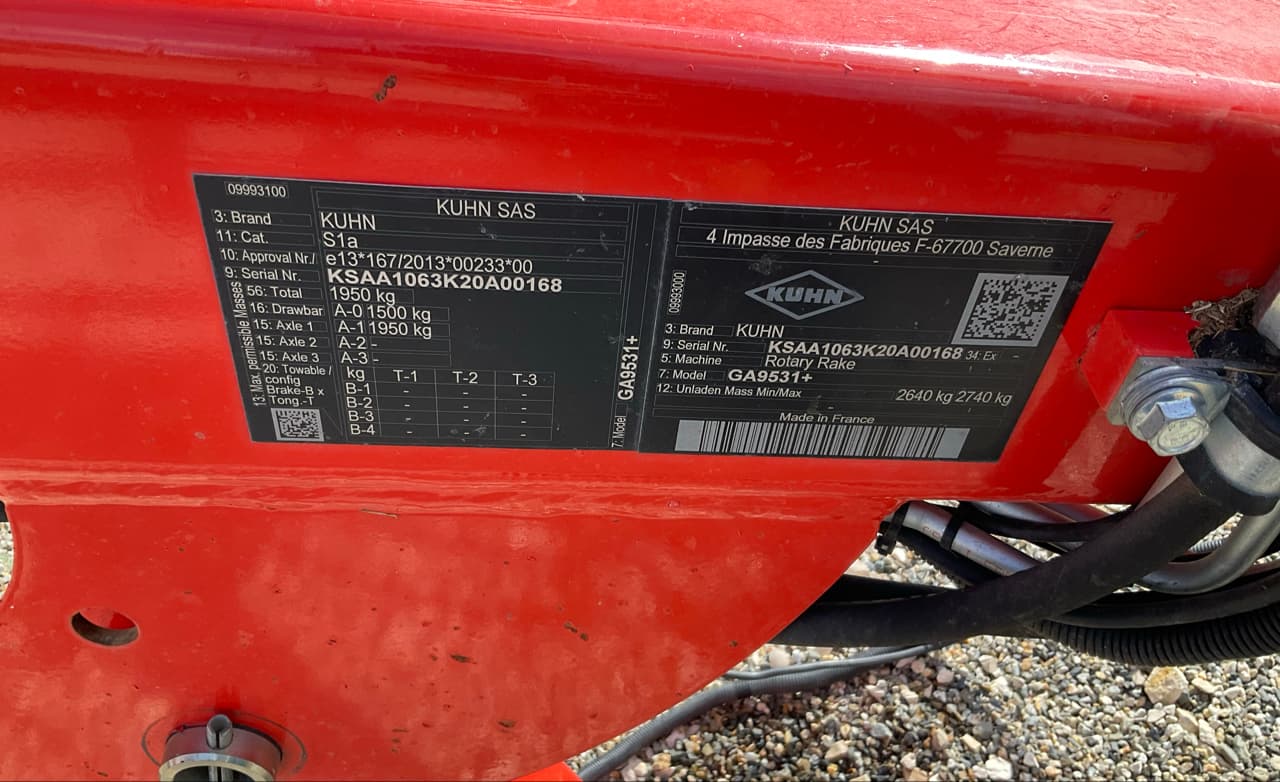 09993100
KUHN SAS
3: Brand KUHN
11: Cat. S1a
10: Approval Nr./ e13*167/2013*00233*00
9: Serial Nr. KSAA1063K20A00168
13: Max. permissible Masses
56: Total 1950 kg
16: Drawbar A-0 1500 kg
15: Axle 1 A-1 1950 kg
15: Axle 2 A-2 -
15: Axle 3 A-3 -
20: Towable / kg T-1 T-2 T-3
config B-1 - - -
Brake-B x B-2 - - -
Tong.-T B-3 - - -
B-4 - - -
7: Model GA9531+
KUHN SAS
4 Impasse des Fabriques F-67700 Saverne
09993000
KUHN
3: Brand KUHN
9: Serial Nr. KSAA1063K20A00168 34: Ex -
5: Machine Rotary Rake
7: Model GA9531+
12: Unladen Mass Min/Max 2640 kg 2740 kg
Made in France